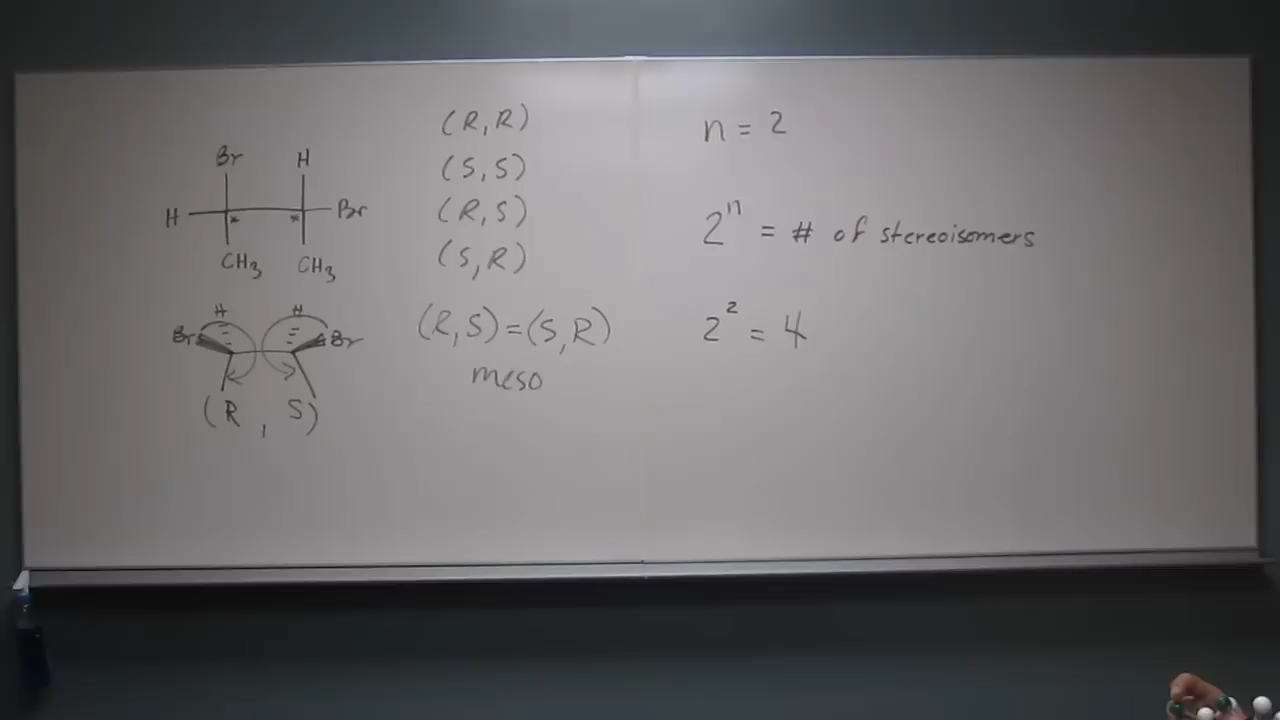 Br H
H * * Br
CH3 CH3
H H
Br Br
(R, S)
(R,R)
(S,S)
(R,S)
(S,R)
(R,S)=(S,R)
meso
n = 2
2^n = # of stereoisomers
2^2 = 4